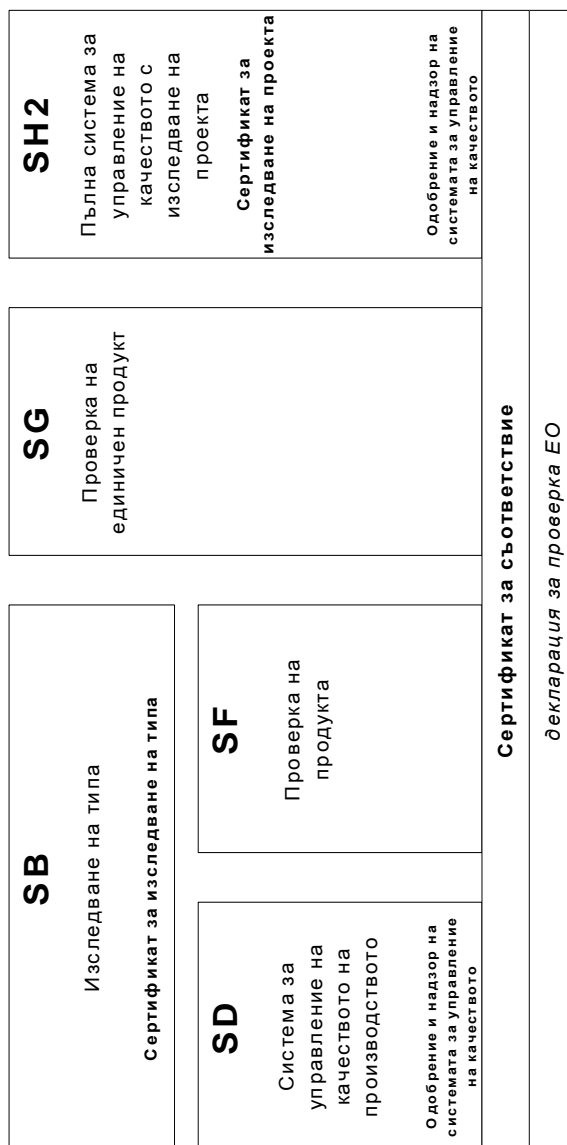 SB
Изследване на типа
Сертификат за изследване на типа
SD
Система за
управление на
качеството на
производството
Одобрение и надзор на
системата за управление
на качеството
SF
Проверка на
продукта
SG
Проверка на
единичен продукт
SH2
Пълна система за
управление на
качеството с
изследване на
проекта
Сертификат за
изследване на проекта
Одобрение и надзор на
системата за управление
на качеството
Сертификат за съответствие
декларация за проверка ЕО